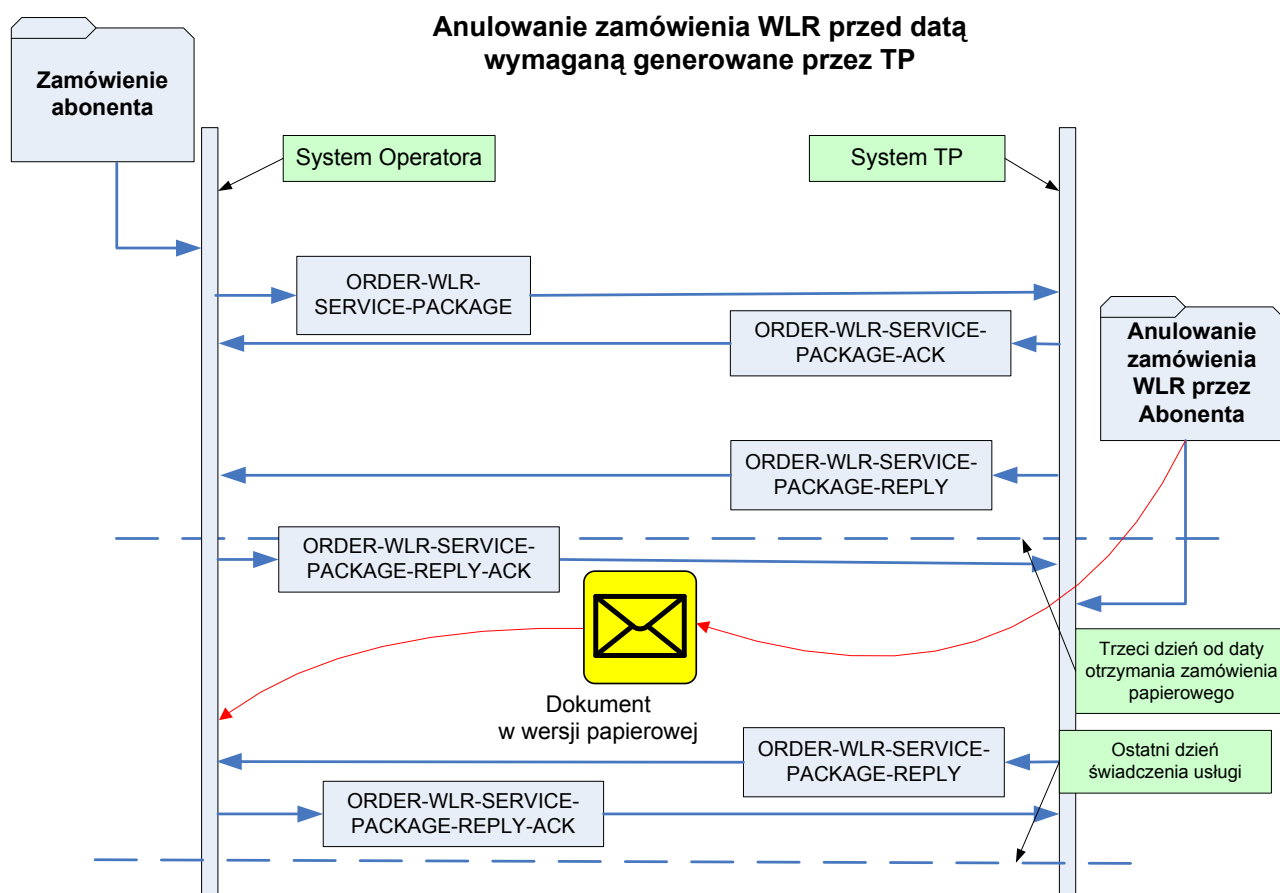 Anulowanie zamówienia WLR przed datą
wymaganą generowane przez TP
Zamówienie
abonenta
System Operatora
System TP
ORDER-WLR-
SERVICE-PACKAGE
ORDER-WLR-SERVICE-
PACKAGE-ACK
Anulowanie
zamówienia
WLR przez
Abonenta
ORDER-WLR-SERVICE-
PACKAGE-REPLY
ORDER-WLR-SERVICE-
PACKAGE-REPLY-ACK
Trzeci dzień od daty
otrzymania zamówienia
papierowego
Dokument
w wersji papierowej
ORDER-WLR-SERVICE-
PACKAGE-REPLY
Ostatni dzień
świadczenia usługi
ORDER-WLR-SERVICE-
PACKAGE-REPLY-ACK